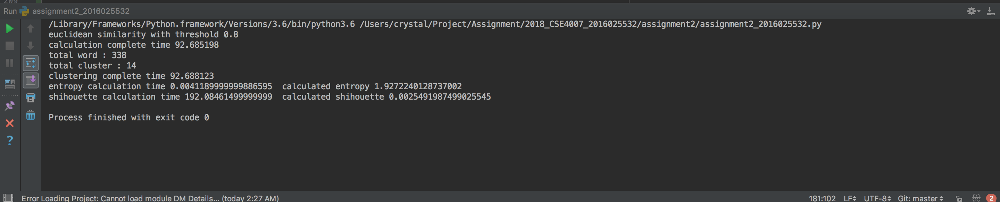 209
Run assignment2_2016025532
/Library/Frameworks/Python.framework/Versions/3.6/bin/python3.6 /Users/crystal/Project/Assignment/2018_CSE4007_2016025532/assignment2/assignment2_2016025532.py
euclidean similarity with threshold 0.8
calculation complete time 92.685198
total word : 338
total cluster : 14
clustering complete time 92.688123
entropy calculation time 0.0041189999999886595  calculated entropy 1.9272240128737002
shihouette calculation time 192.08461499999999  calculated shihouette 0.0025491987499025545
Process finished with exit code 0
?
Error Loading Project: Cannot load module DM Details... (today 2:27 AM) 181:102 LF UTF-8 Git: master 2